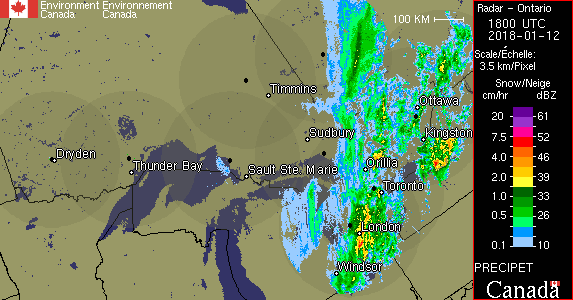 Environment Environnement
Canada Canada
100 KM
Radar - Ontario
1800 UTC
2018-01-12
Scale/Échelle:
3.5 km/Pixel
Snow/Neige
cm/hr dBZ
20 61
7.5 52
4.0 46
2.0 39
1.0 33
0.5 26
0.1 10
PRECIPET
Canada
Timmins
Ottawa
Sudbury
Kingston
Dryden
Thunder Bay
Sault Ste. Marie
Orillia
Toronto
London
Windsor